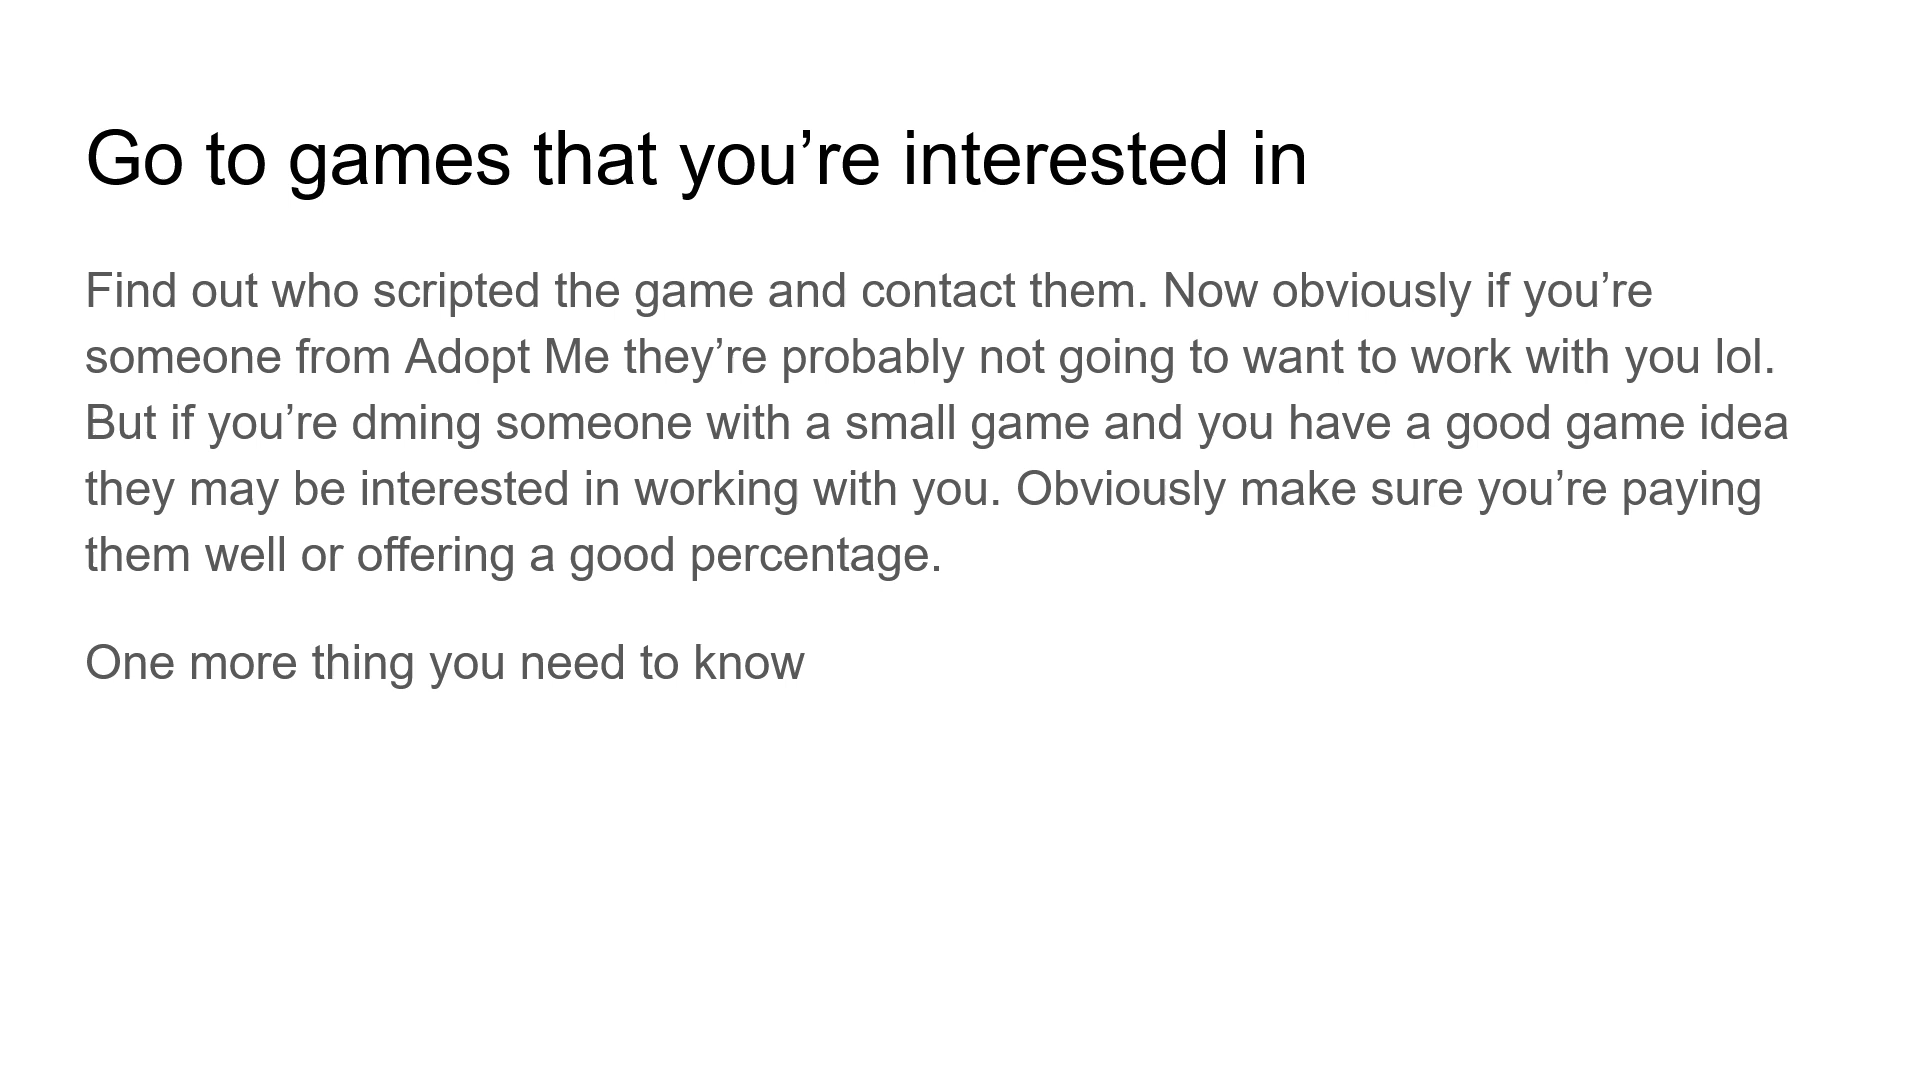 Go to games that you’re interested in
Find out who scripted the game and contact them. Now obviously if you’re
someone from Adopt Me they’re probably not going to want to work with you lol.
But if you’re dming someone with a small game and you have a good game idea
they may be interested in working with you. Obviously make sure you’re paying
them well or offering a good percentage.
One more thing you need to know